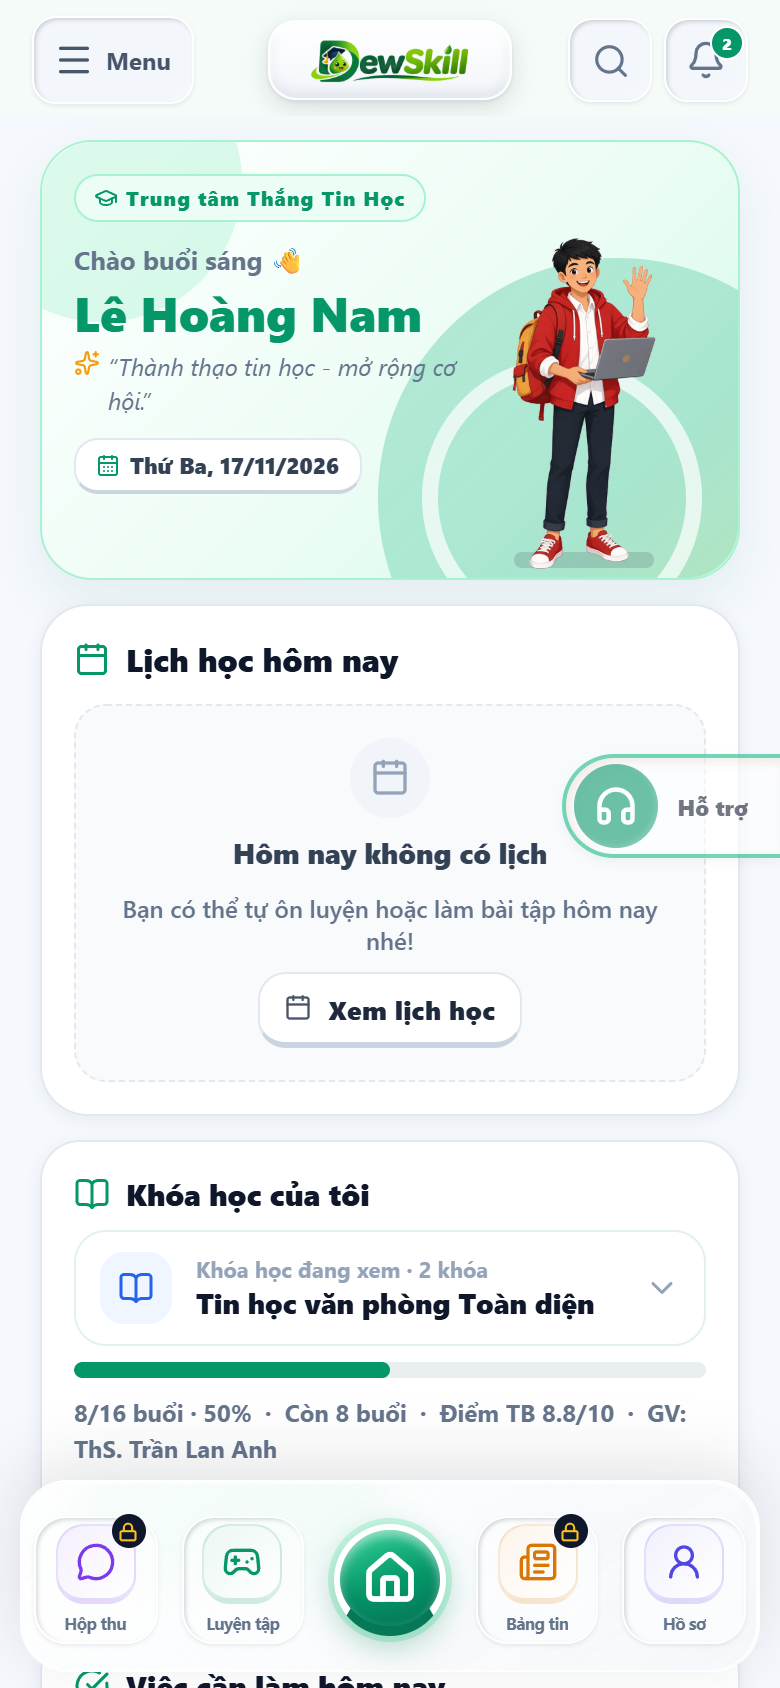 Menu
DewSkill
2
Trung tâm Thắng Tin Học
Chào buổi sáng 👋
Lê Hoàng Nam
“Thành thạo tin học - mở rộng cơ
hội.”
Thứ Ba, 17/11/2026
Lịch học hôm nay
Hôm nay không có lịch
Bạn có thể tự ôn luyện hoặc làm bài tập hôm nay
nhé!
Xem lịch học
Hỗ trợ
Khóa học của tôi
Khóa học đang xem · 2 khóa
Tin học văn phòng Toàn diện
8/16 buổi · 50% · Còn 8 buổi · Điểm TB 8.8/10 · GV:
ThS. Trần Lan Anh
Hộp thu
Luyện tập
Bảng tin
Hồ sơ
Việc cần làm hôm nay